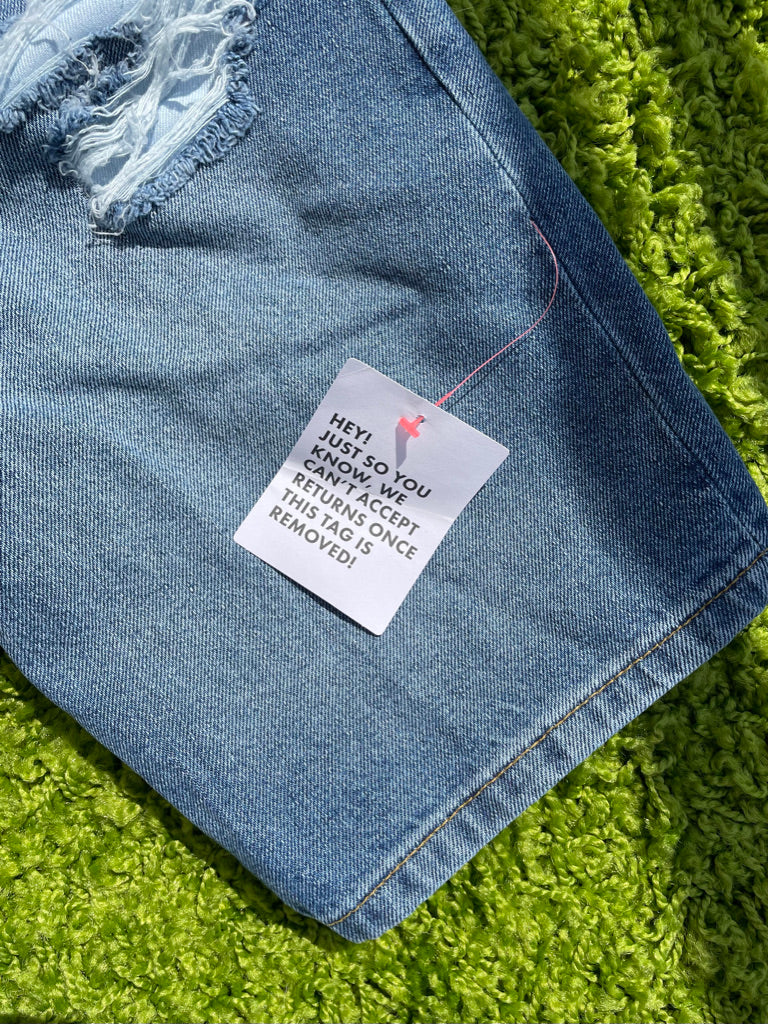 HEY!
JUST SO YOU
KNOW, WE
CAN'T ACCEPT
RETURNS ONCE
THIS TAG IS
REMOVED!